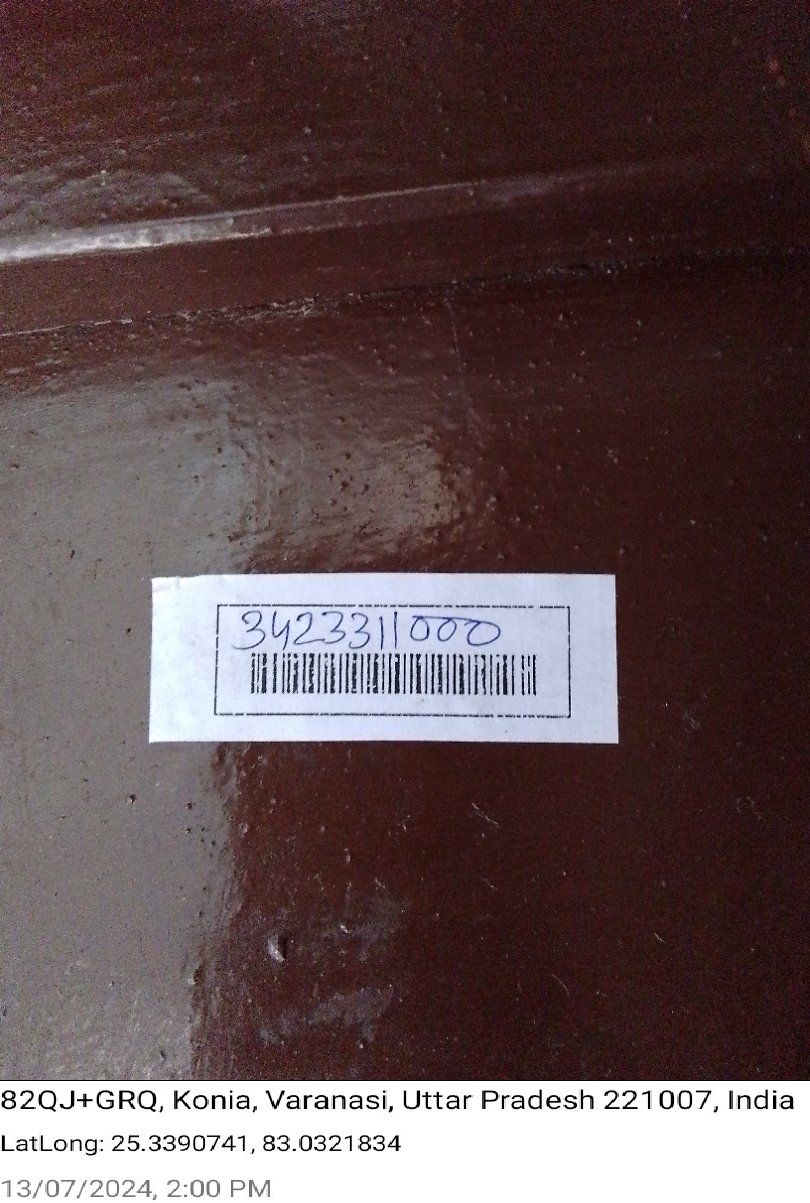 3423311000
82QJ+GRQ, Konia, Varanasi, Uttar Pradesh 221007, India
LatLong: 25.3390741, 83.0321834
13/07/2024, 2:00 PM